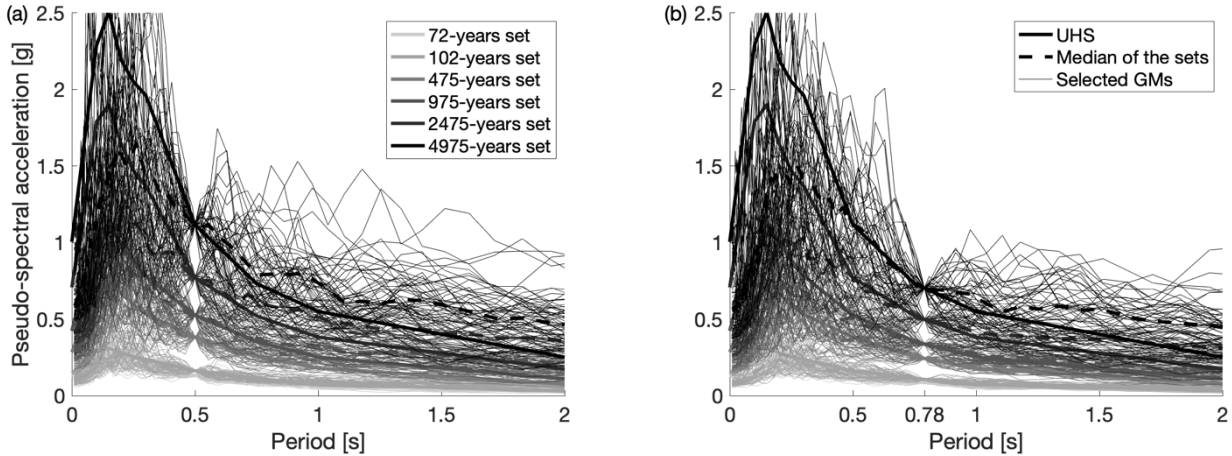 (a)
Pseudo-spectral acceleration [g]
2.5
2
1.5
1
0.5
0
72-years set
102-years set
475-years set
975-years set
2475-years set
4975-years set
0 0.5 1 1.5 2
Period [s]
(b)
2.5
2
1.5
1
0.5
0
UHS
Median of the sets
Selected GMs
0 0.5 0.78 1 1.5 2
Period [s]